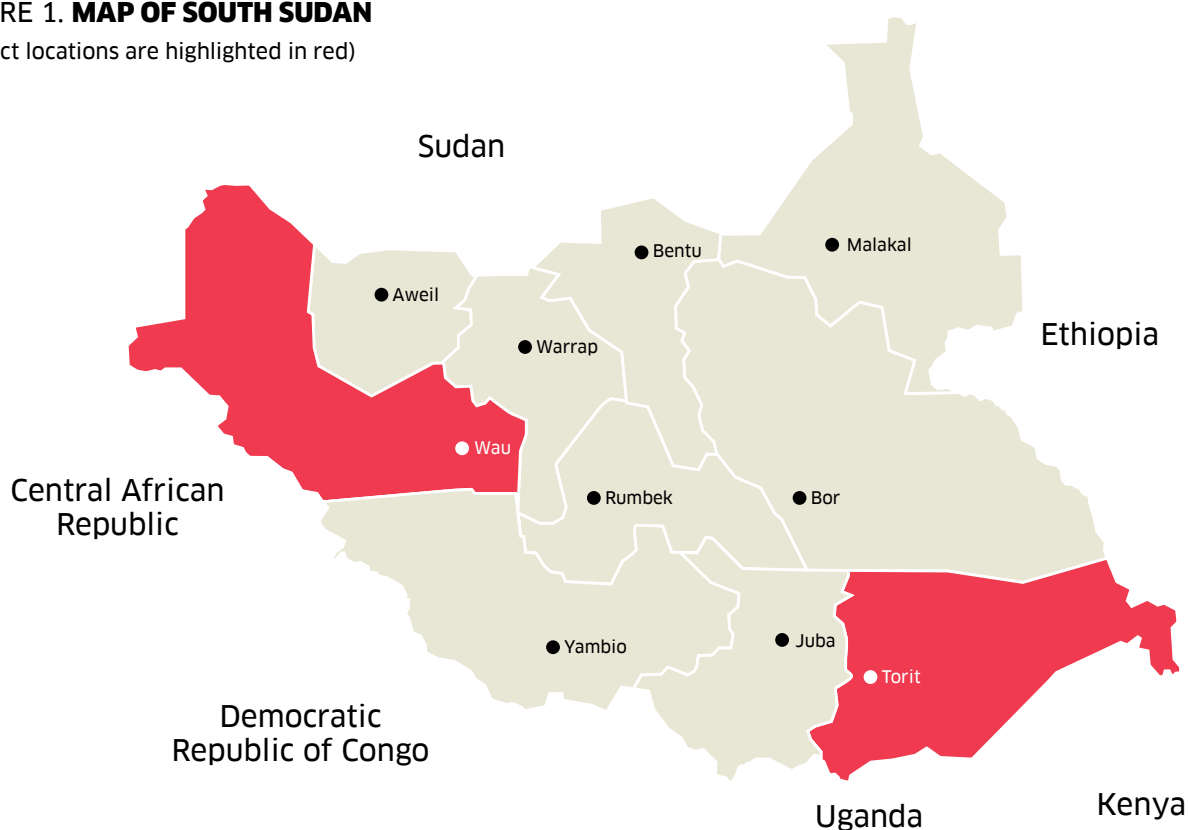 RE 1. MAP OF SOUTH SUDAN
ct locations are highlighted in red)
Sudan
Bentu
Malakal
Aweil
Ethiopia
Warrap
Wau
Central African
Republic
Rumbek
Bor
Juba
Yambio
Torit
Democratic
Republic of Congo
Kenya
Uganda